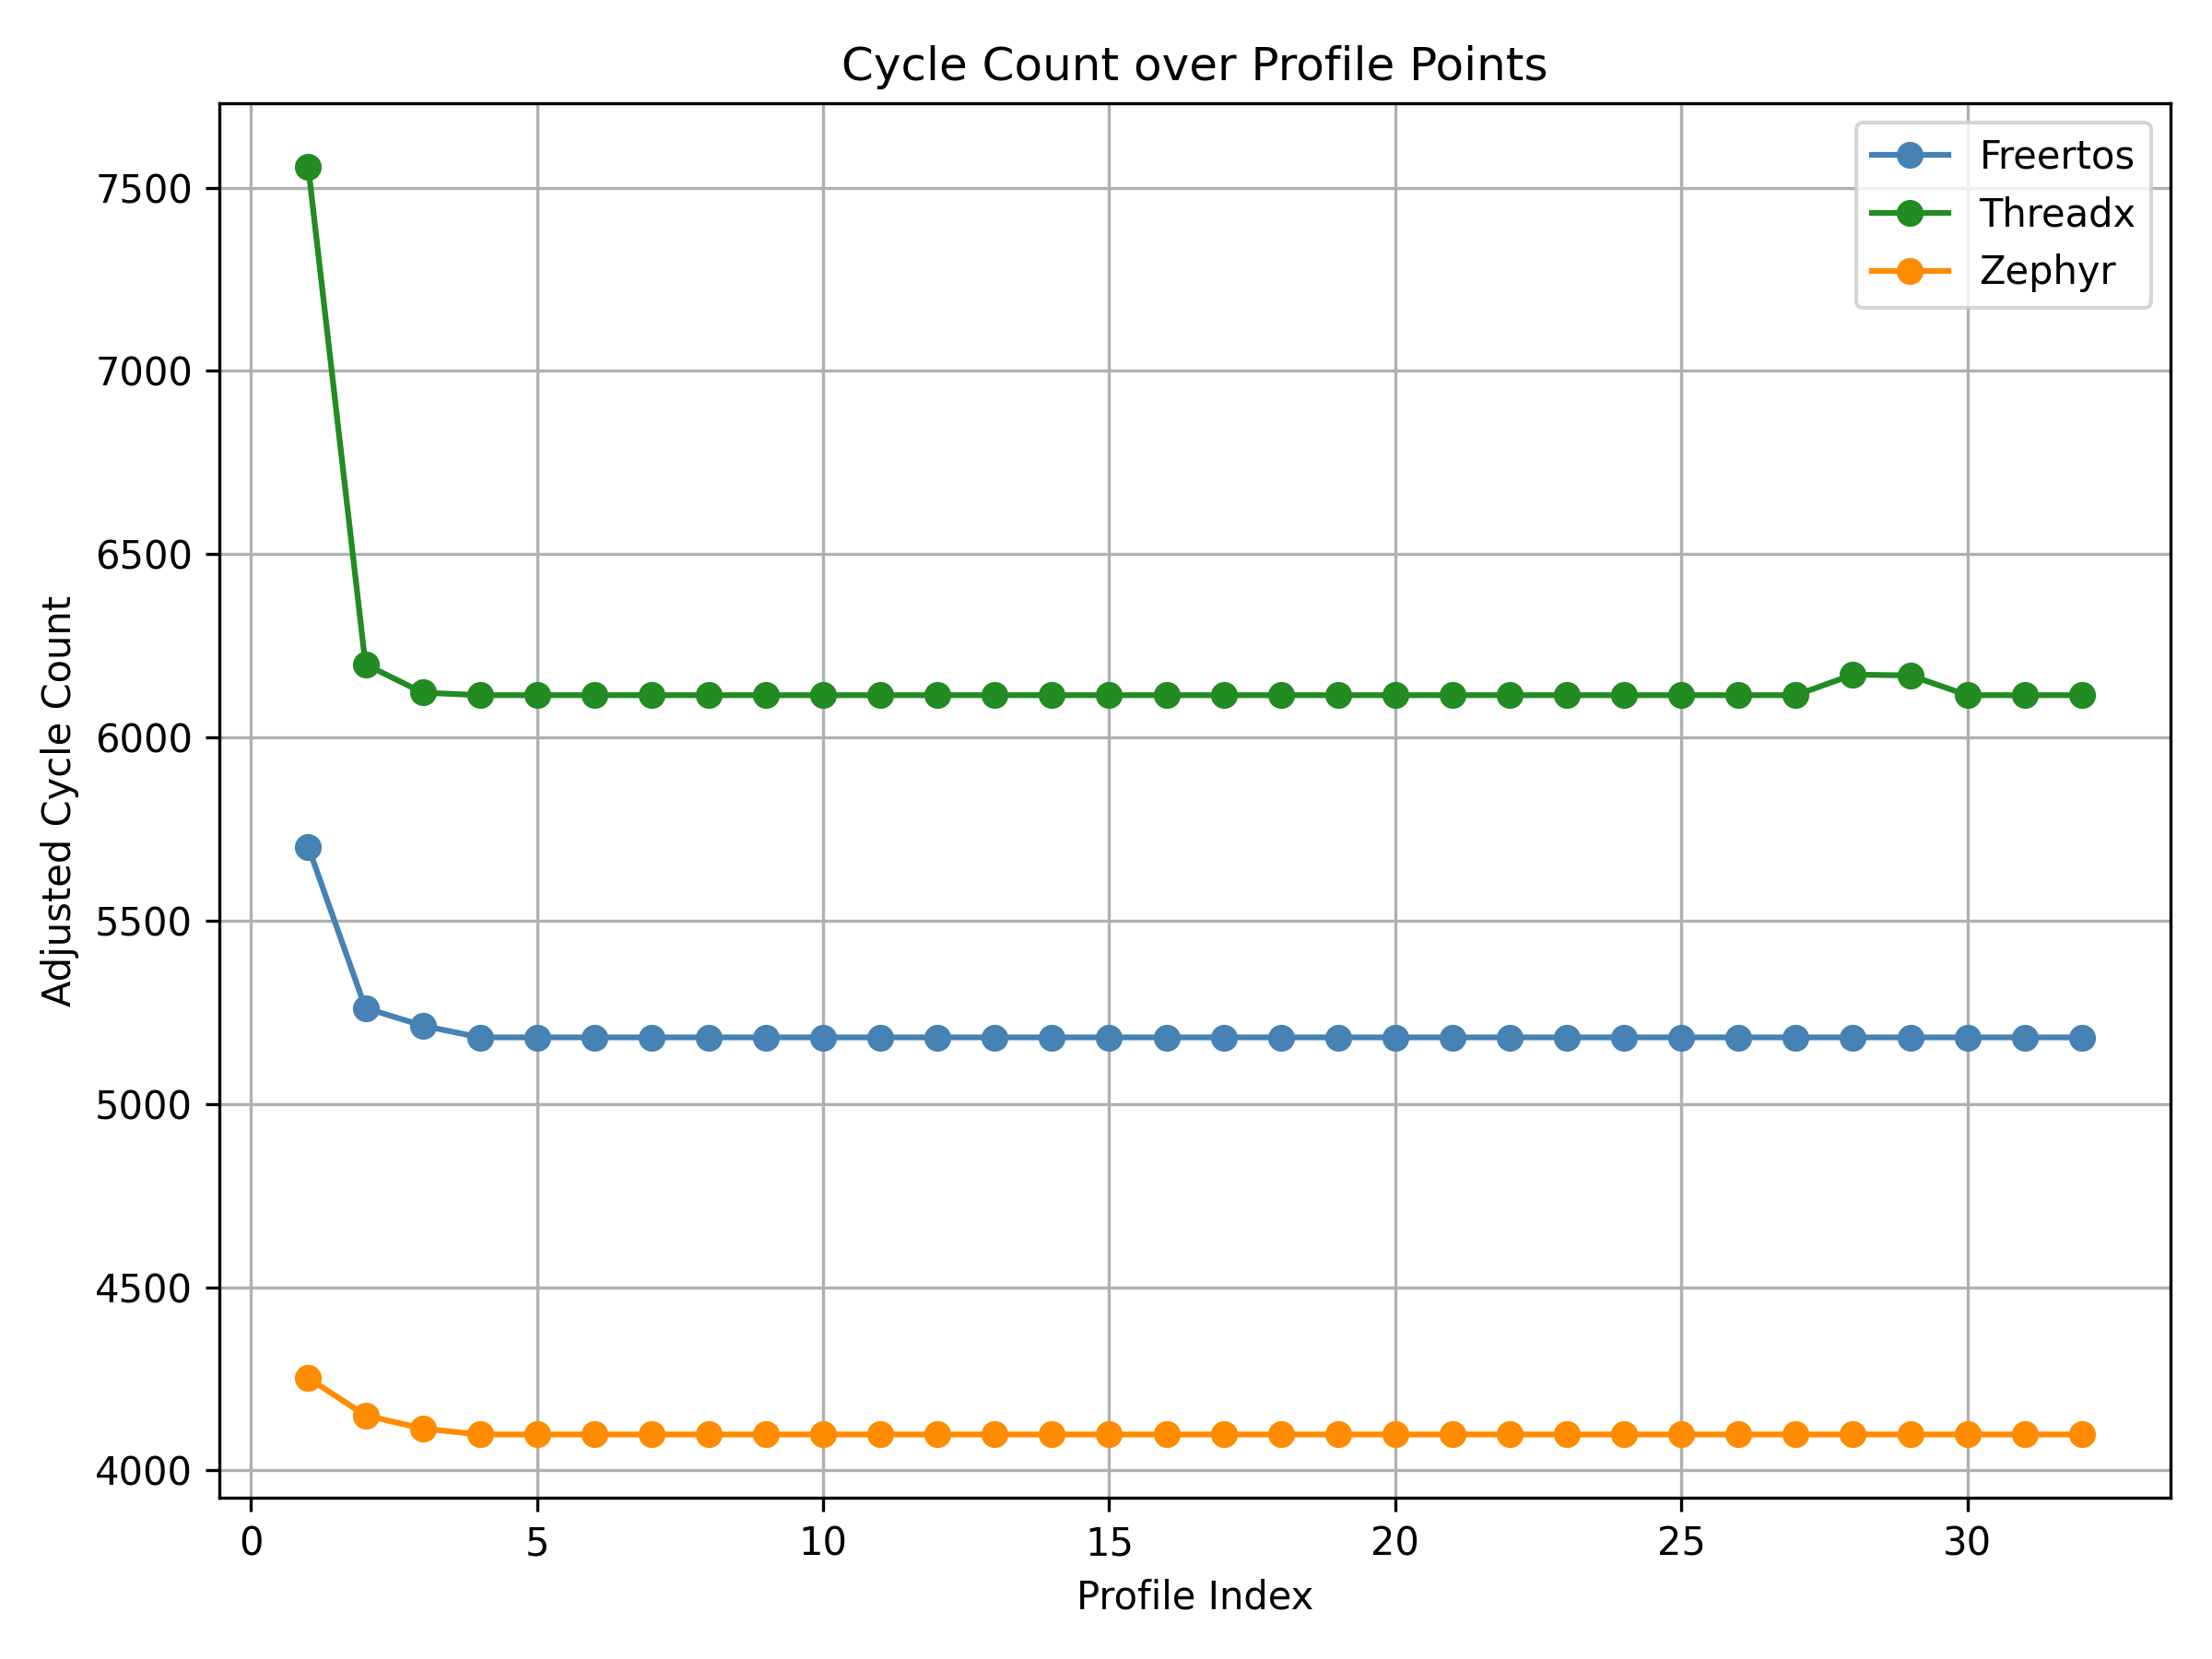 Cycle Count over Profile Points
Freertos
Threadx
Zephyr
Adjusted Cycle Count
7500
7000
6500
6000
5500
5000
4500
4000
0 5 10 15 20 25 30
Profile Index